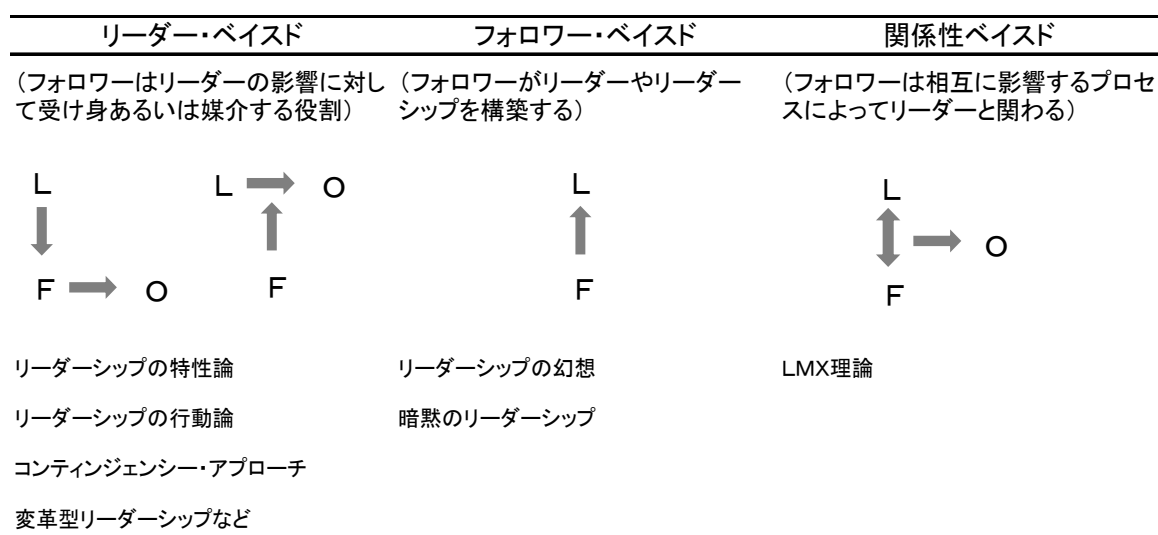 リーダー・ベイスド
フォロワー・ベイスド
関係性ベイスド
(フォロワーはリーダーの影響に対し
て受け身あるいは媒介する役割)
(フォロワーがリーダーやリーダー
シップを構築する)
(フォロワーは相互に影響するプロセ
スによってリーダーと関わる)
L
F
O
L
O
F
L
F
L
O
F
リーダーシップの特性論
リーダーシップの行動論
コンティンジェンシー・アプローチ
変革型リーダーシップなど
リーダーシップの幻想
暗黙のリーダーシップ
LMX理論